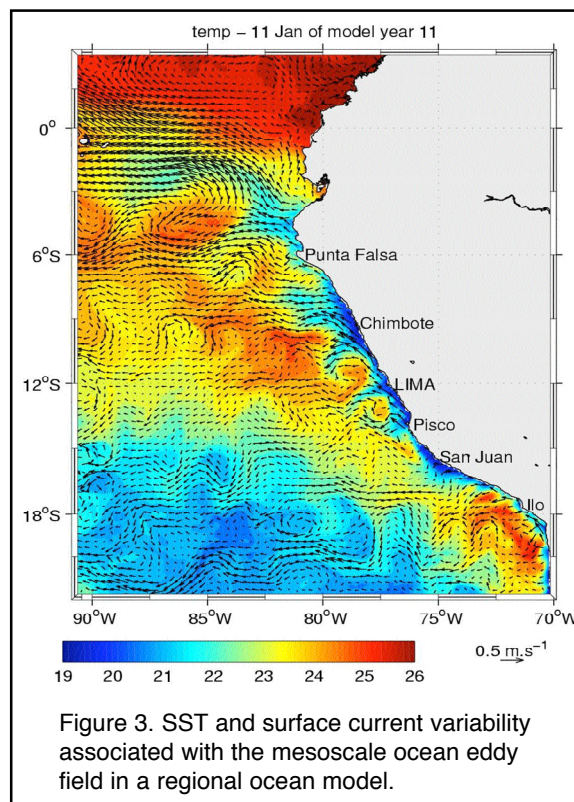 temp – 11 Jan of model year 11
0°
6°S
12°S
18°S
Punta Falsa
Chimbote
LIMA
Pisco
San Juan
Ilo
90°W 85°W 80°W 75°W 70°W
19 20 21 22 23 24 25 26
0.5 m.s⁻¹
Figure 3. SST and surface current variability
associated with the mesoscale ocean eddy
field in a regional ocean model.